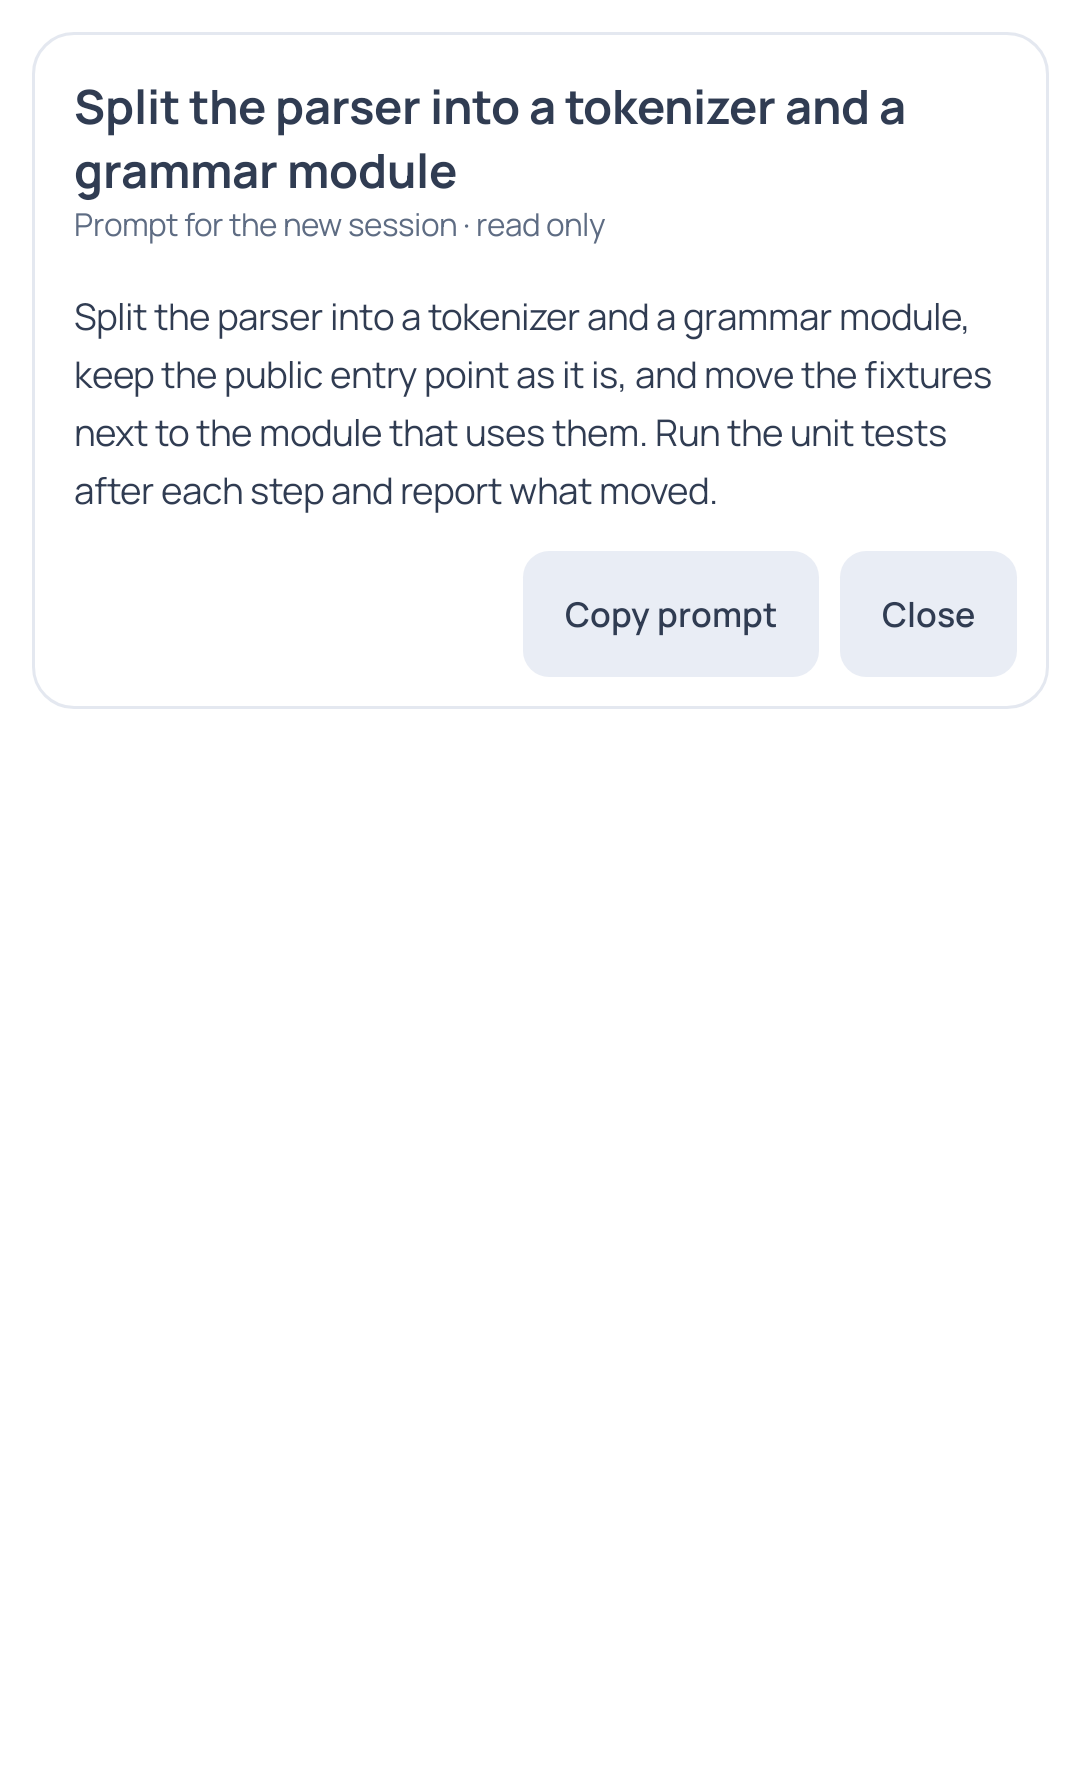 Split the parser into a tokenizer and a
grammar module
Prompt for the new session · read only
Split the parser into a tokenizer and a grammar module,
keep the public entry point as it is, and move the fixtures
next to the module that uses them. Run the unit tests
after each step and report what moved.
Copy prompt
Close